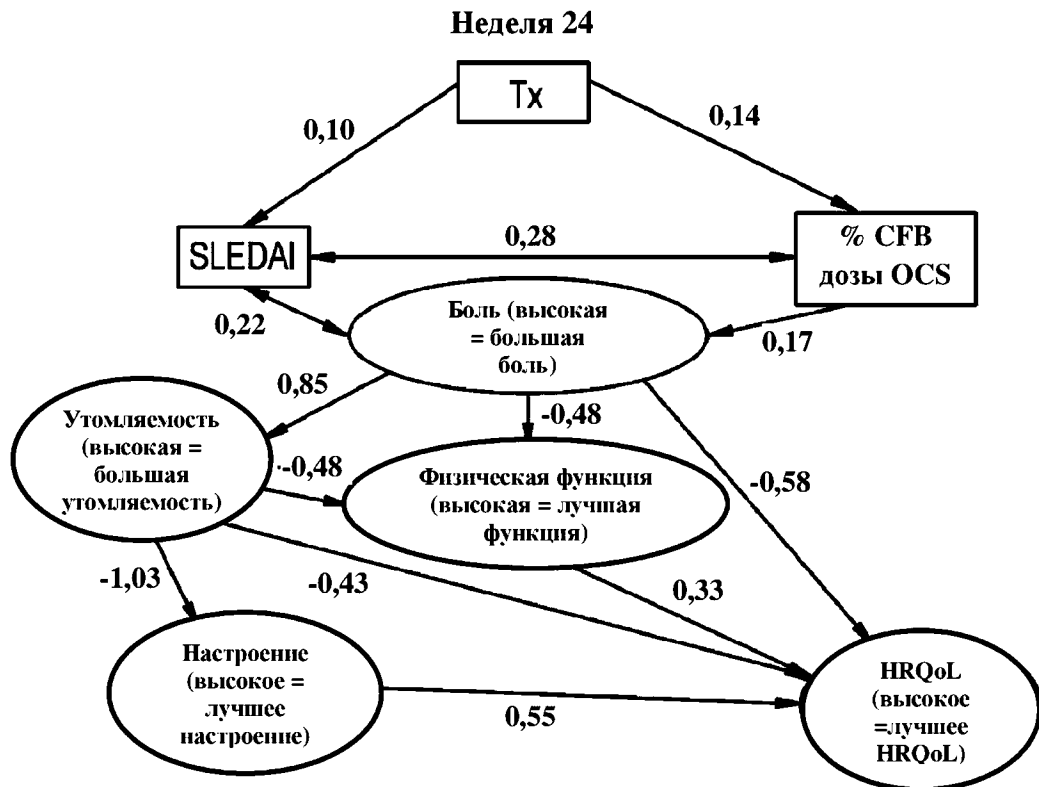 Неделя 24
Tx
0,10
0,14
SLEDAI
0,28
% CFB
дозы OCS
0,22
Боль (высокая
= большая
боль)
0,17
0,85
-0,48
Утомляемость
(высокая =
большая
утомляемость)
-0,48
Физическая функция
(высокая = лучшая
функция)
-0,58
-1,03
-0,43
0,33
Настроение
(высокое =
лучшее
настроение)
0,55
HRQoL
(высокое
=лучшее
HRQoL)